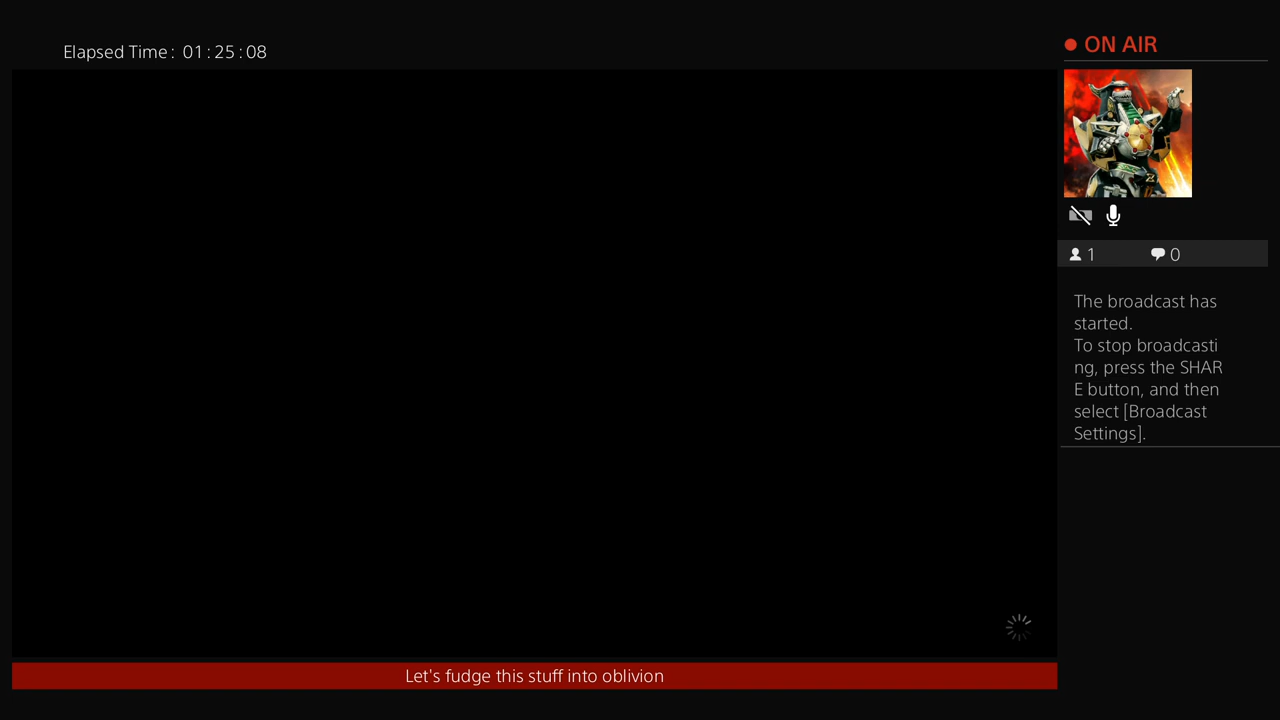 Elapsed Time: 01:25:08
ON AIR
1 0
The broadcast has
started.
To stop broadcasti
ng, press the SHAR
E button, and then
select [Broadcast
Settings].
Let's fudge this stuff into oblivion